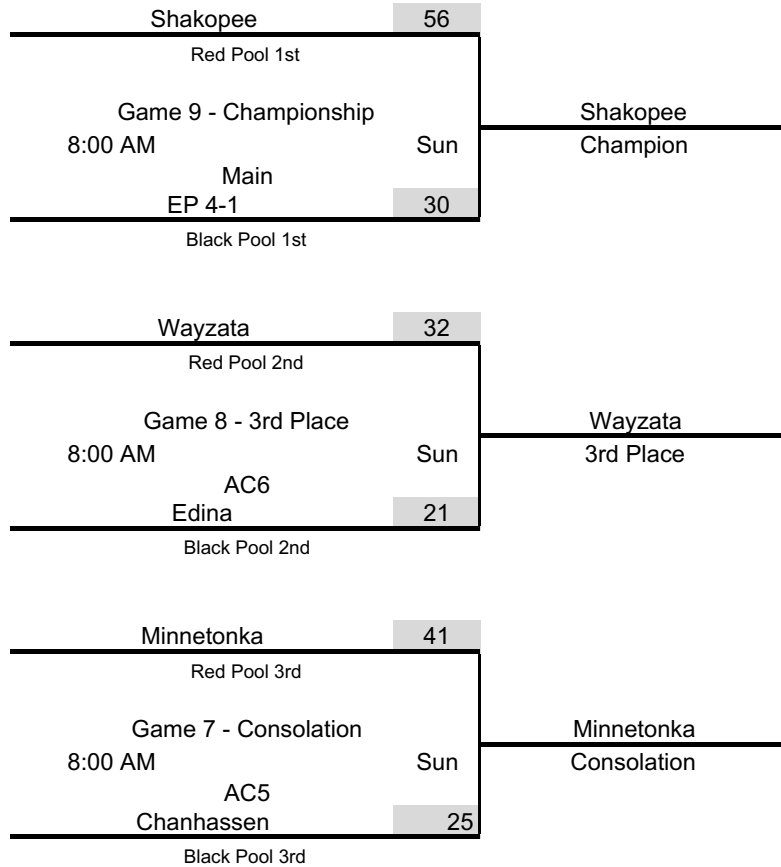 Shakopee 56
Red Pool 1st
Game 9 - Championship Shakopee
8:00 AM Sun Champion
Main
EP 4-1 30
Black Pool 1st
Wayzata 32
Red Pool 2nd
Game 8 - 3rd Place Wayzata
8:00 AM Sun 3rd Place
AC6
Edina 21
Black Pool 2nd
Minnetonka 41
Red Pool 3rd
Game 7 - Consolation Minnetonka
8:00 AM Sun Consolation
AC5
Chanhassen 25
Black Pool 3rd